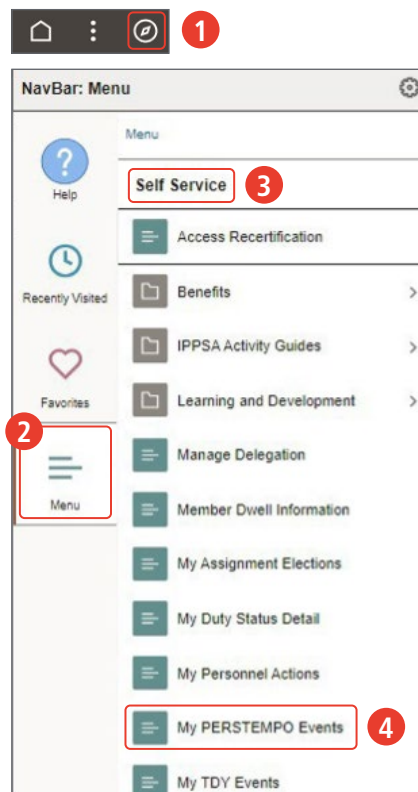 1
NavBar: Menu
Menu
?
Help
Self Service 3
Access Recertification
Recently Visited
Benefits
IPPSA Activity Guides
Favorites
Learning and Development
2
Menu
Manage Delegation
Member Dwell Information
My Assignment Elections
My Duty Status Detail
My Personnel Actions
My PERSTEMPO Events 4
My TDY Events